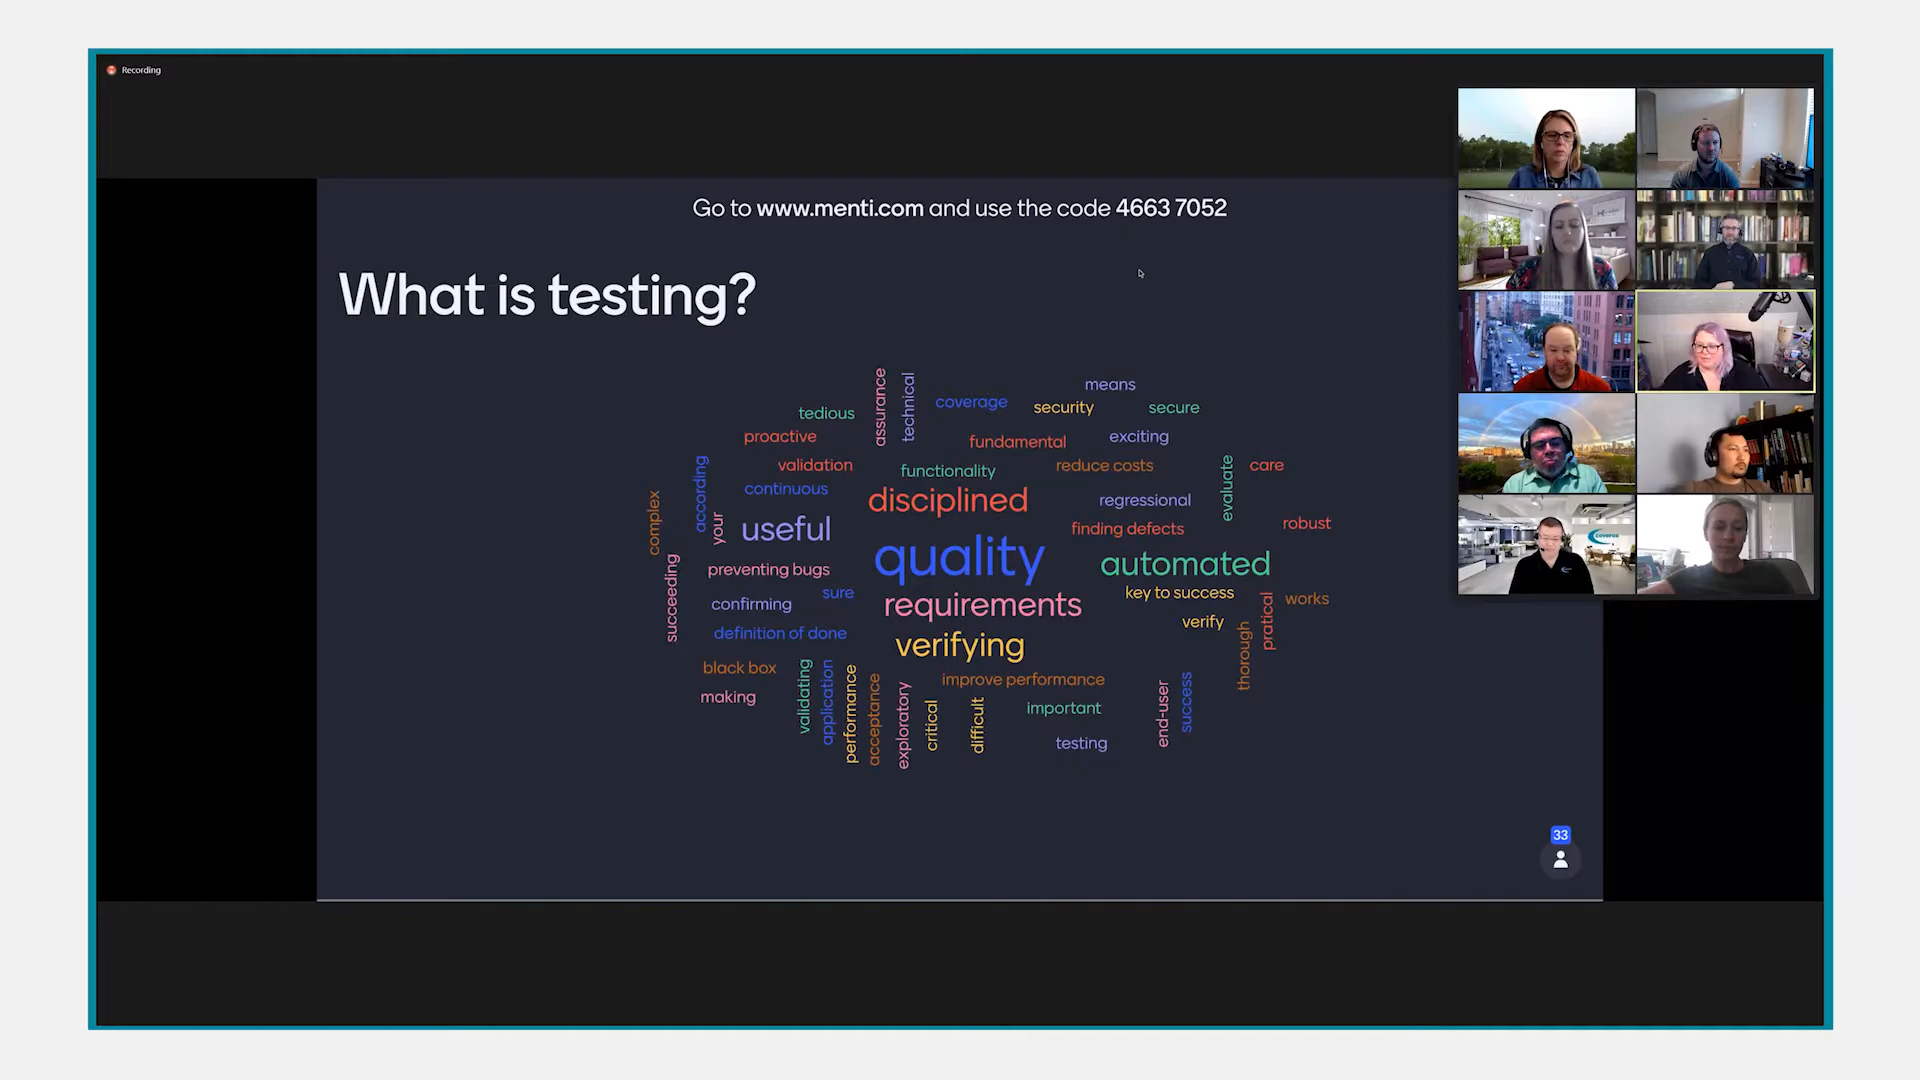 Recording
Go to www.menti.com and use the code 4663 7052
What is testing?
means
assurance
technical
coverage
security
secure
tedious
proactive
fundamental
exciting
validation
functionality
reduce costs
care
evaluate
according
continuous
disciplined
regressional
complex
your
useful
finding defects
robust
quality
automated
preventing bugs
succeeding
sure
key to success
confirming
requirements
works
pratical
verify
definition of done
verifying
thorough
black box
improve performance
making
validating
application
performance
acceptance
exploratory
critical
difficult
important
end-user
success
testing
coveros
33